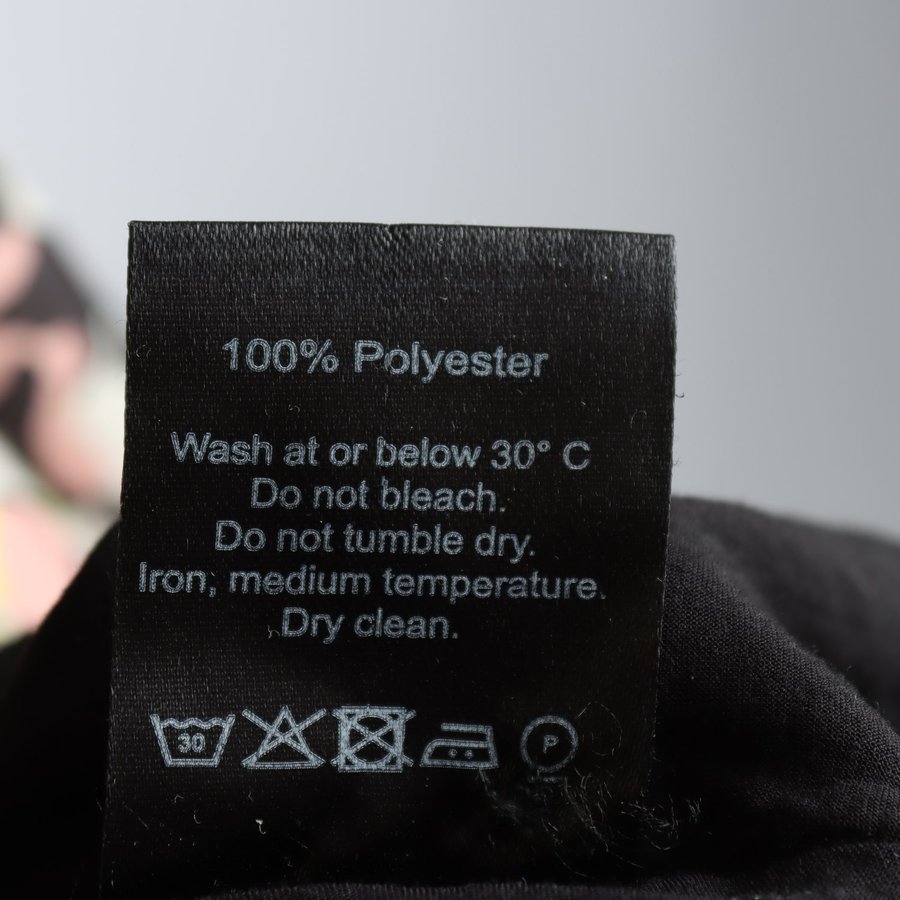 100% Polyester
Wash at or below 30° C
Do not bleach.
Do not tumble dry.
Iron, medium temperature.
Dry clean.
30 P